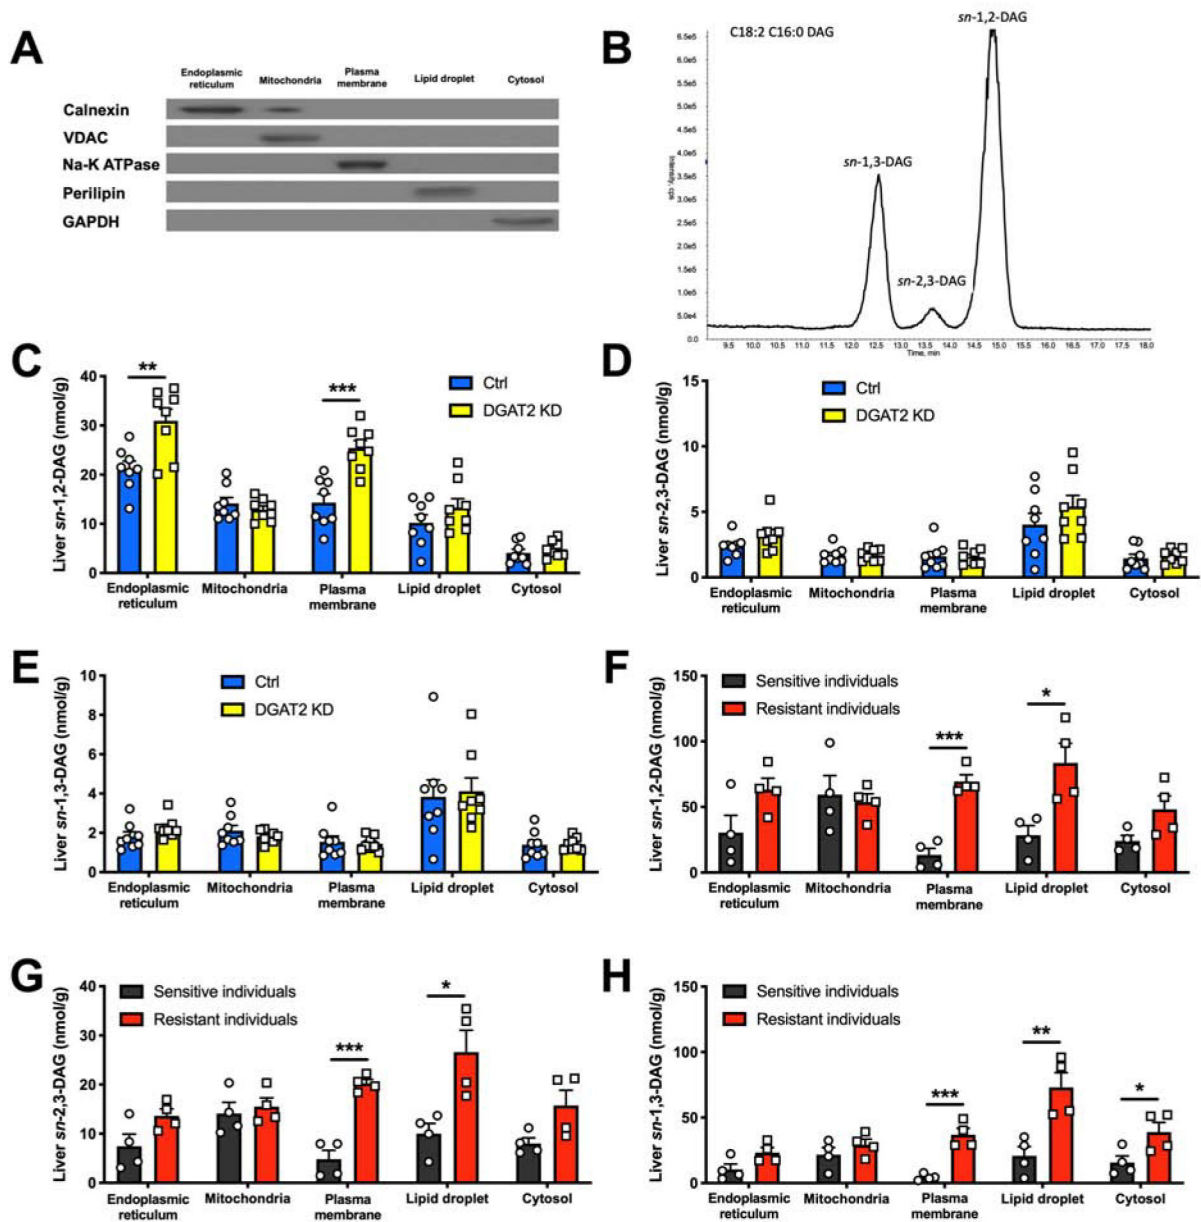 A
Endoplasmic
reticulum
Mitochondria
Plasma
membrane
Lipid droplet
Cytosol
Calnexin
VDAC
Na-K ATPase
Perilipin
GAPDH
B
C18:2 C16:0 DAG
sn-1,2-DAG
sn-1,3-DAG
sn-2,3-DAG
Intensity, cps
6.5e5
6.0e5
5.5e5
5.0e5
4.5e5
4.0e5
3.5e5
3.0e5
2.5e5
2.0e5
1.5e5
1.0e5
5.0e4
0.0
9.5 10.0 10.5 11.0 11.5 12.0 12.5 13.0 13.5 14.0 14.5 15.0 15.5 16.0 16.5 17.0 17.5 18.0
Time, min
C
Liver sn-1,2-DAG (nmol/g)
40
30
20
10
0
**
***
Ctrl
DGAT2 KD
Endoplasmic
reticulum
Mitochondria
Plasma
membrane
Lipid droplet
Cytosol
D
Liver sn-2,3-DAG (nmol/g)
15
10
5
0
Ctrl
DGAT2 KD
Endoplasmic
reticulum
Mitochondria
Plasma
membrane
Lipid droplet
Cytosol
E
Liver sn-1,3-DAG (nmol/g)
10
8
6
4
2
0
Ctrl
DGAT2 KD
Endoplasmic
reticulum
Mitochondria
Plasma
membrane
Lipid droplet
Cytosol
F
Liver sn-1,2-DAG (nmol/g)
150
100
50
0
Sensitive individuals
Resistant individuals
***
*
Endoplasmic
reticulum
Mitochondria
Plasma
membrane
Lipid droplet
Cytosol
G
Liver sn-2,3-DAG (nmol/g)
40
30
20
10
0
Sensitive individuals
Resistant individuals
***
*
Endoplasmic
reticulum
Mitochondria
Plasma
membrane
Lipid droplet
Cytosol
H
Liver sn-1,3-DAG (nmol/g)
150
100
50
0
Sensitive individuals
Resistant individuals
***
**
*
Endoplasmic
reticulum
Mitochondria
Plasma
membrane
Lipid droplet
Cytosol